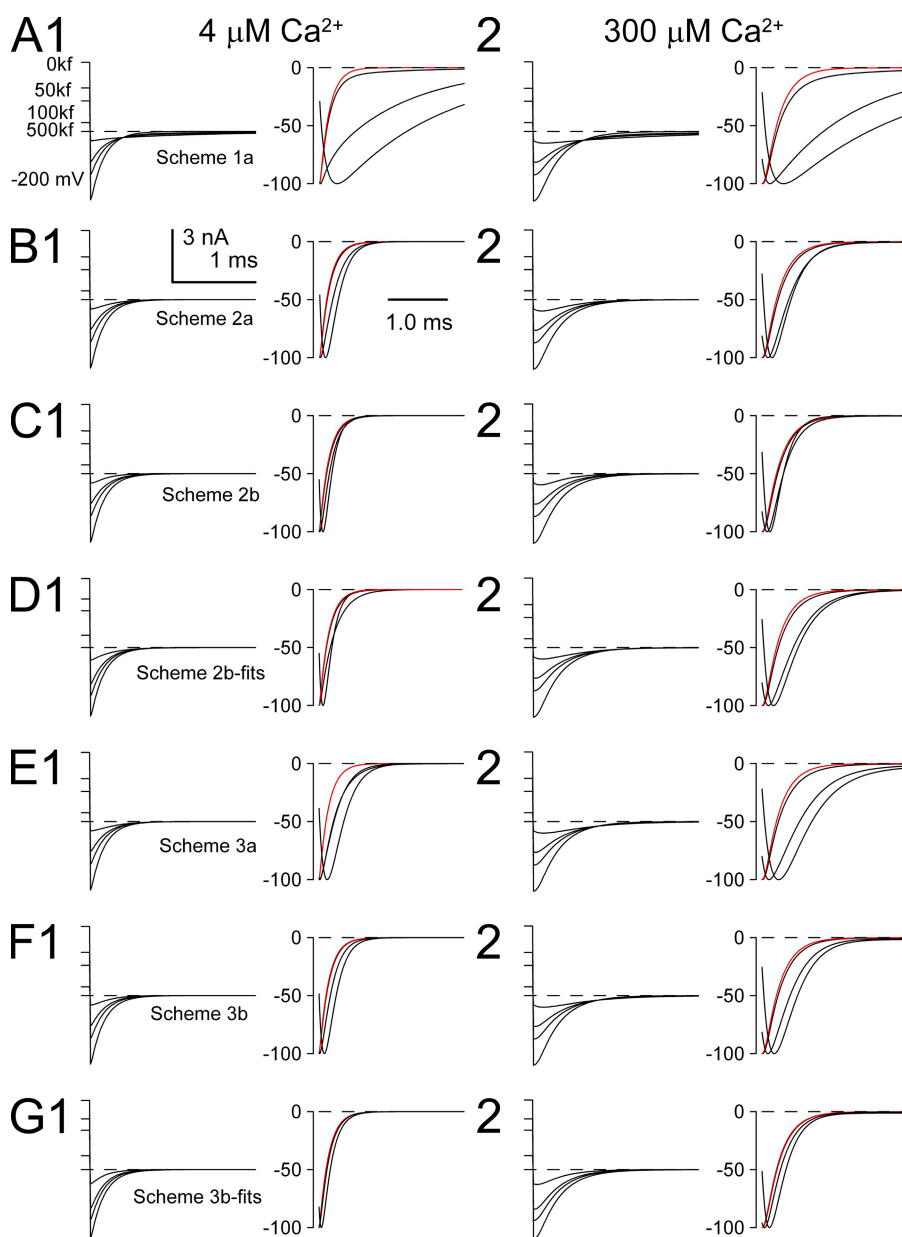 A1
4 μM Ca²⁺
2
300 μM Ca²⁺
0kf
50kf
100kf
500kf
-200 mV
Scheme 1a
0
-50
-100
0
-50
-100
B1
3 nA
1 ms
Scheme 2a
0
-50
-100
1.0 ms
2
0
-50
-100
C1
Scheme 2b
0
-50
-100
2
0
-50
-100
D1
Scheme 2b-fits
0
-50
-100
2
0
-50
-100
E1
Scheme 3a
0
-50
-100
2
0
-50
-100
F1
Scheme 3b
0
-50
-100
2
0
-50
-100
G1
Scheme 3b-fits
0
-50
-100
2
0
-50
-100